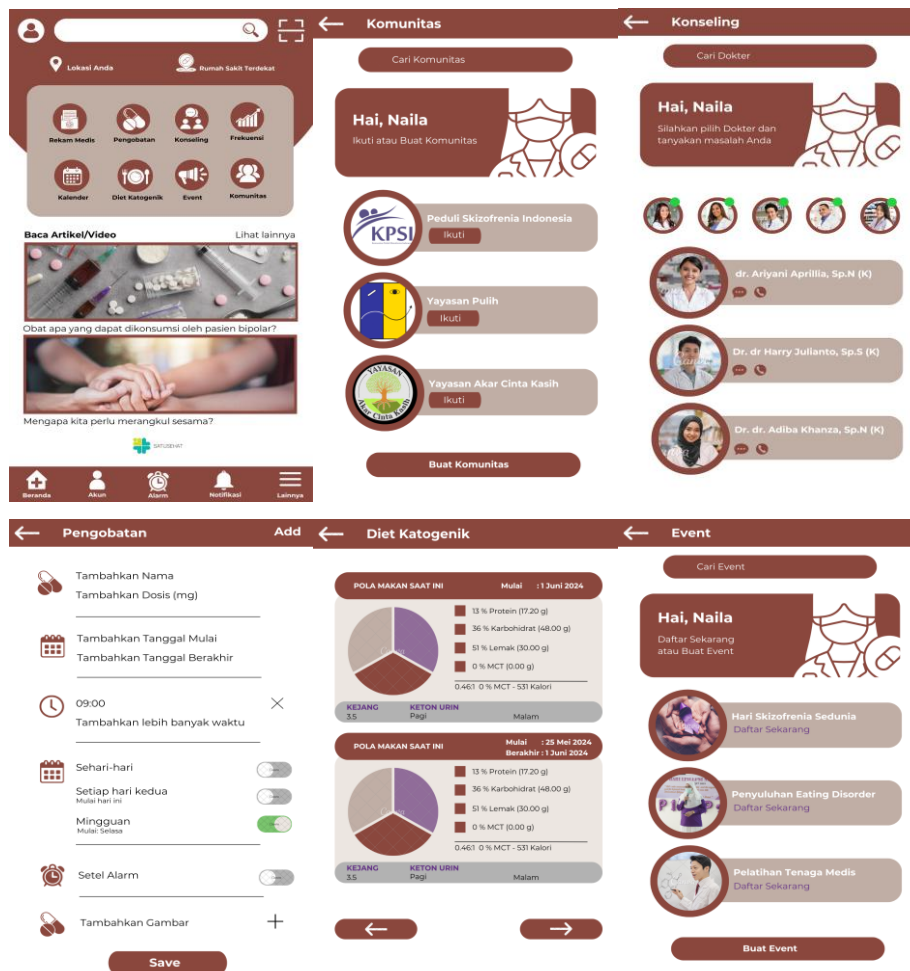 Lokasi Anda
Rumah Sakit Terdekat
Rekam Medis
Pengobatan
Konseling
Frekuensi
Kalender
Diet Katogenik
Event
Komunitas
Baca Artikel/Video
Lihat lainnya
Obat apa yang dapat dikonsumsi oleh pasien bipolar?
Mengapa kita perlu merangkul sesama?
SATUSEHAT
Beranda
Akun
Alarm
Notifikasi
Lainnya
Komunitas
Cari Komunitas
Hai, Naila
Ikuti atau Buat Komunitas
KPSI
Peduli Skizofrenia Indonesia
Ikuti
Yayasan Pulih
Ikuti
YAYASAN
Akar Cinta Kasih
Yayasan Akar Cinta Kasih
Ikuti
Buat Komunitas
Konseling
Cari Dokter
Hai, Naila
Silahkan pilih Dokter dan
tanyakan masalah Anda
dr. Ariyani Aprillia, Sp.N (K)
Dr. dr Harry Julianto, Sp.S (K)
Dr. dr. Adiba Khanza, Sp.N (K)
Pengobatan
Add
Tambahkan Nama
Tambahkan Dosis (mg)
Tambahkan Tanggal Mulai
Tambahkan Tanggal Berakhir
09:00
Tambahkan lebih banyak waktu
Sehari-hari
Setiap hari kedua
Mulai hari ini
Mingguan
Mulai: Selasa
Setel Alarm
Tambahkan Gambar
Save
Diet Katogenik
POLA MAKAN SAAT INI
Mulai : 1 Juni 2024
13 % Protein (17.20 g)
36 % Karbohidrat (48.00 g)
51 % Lemak (30.00 g)
0 % MCT (0.00 g)
0.46:1 0 % MCT - 531 Kalori
KEJANG KETON URIN
3.5 Pagi Malam
POLA MAKAN SAAT INI
Mulai : 25 Mei 2024
Berakhir : 1 Juni 2024
13 % Protein (17.20 g)
36 % Karbohidrat (48.00 g)
51 % Lemak (30.00 g)
0 % MCT (0.00 g)
0.46:1 0 % MCT - 531 Kalori
KEJANG KETON URIN
3.5 Pagi Malam
Event
Cari Event
Hai, Naila
Daftar Sekarang
atau Buat Event
Hari Skizofrenia Sedunia
Daftar Sekarang
Penyuluhan Eating Disorder
Daftar Sekarang
Pelatihan Tenaga Medis
Daftar Sekarang
Buat Event